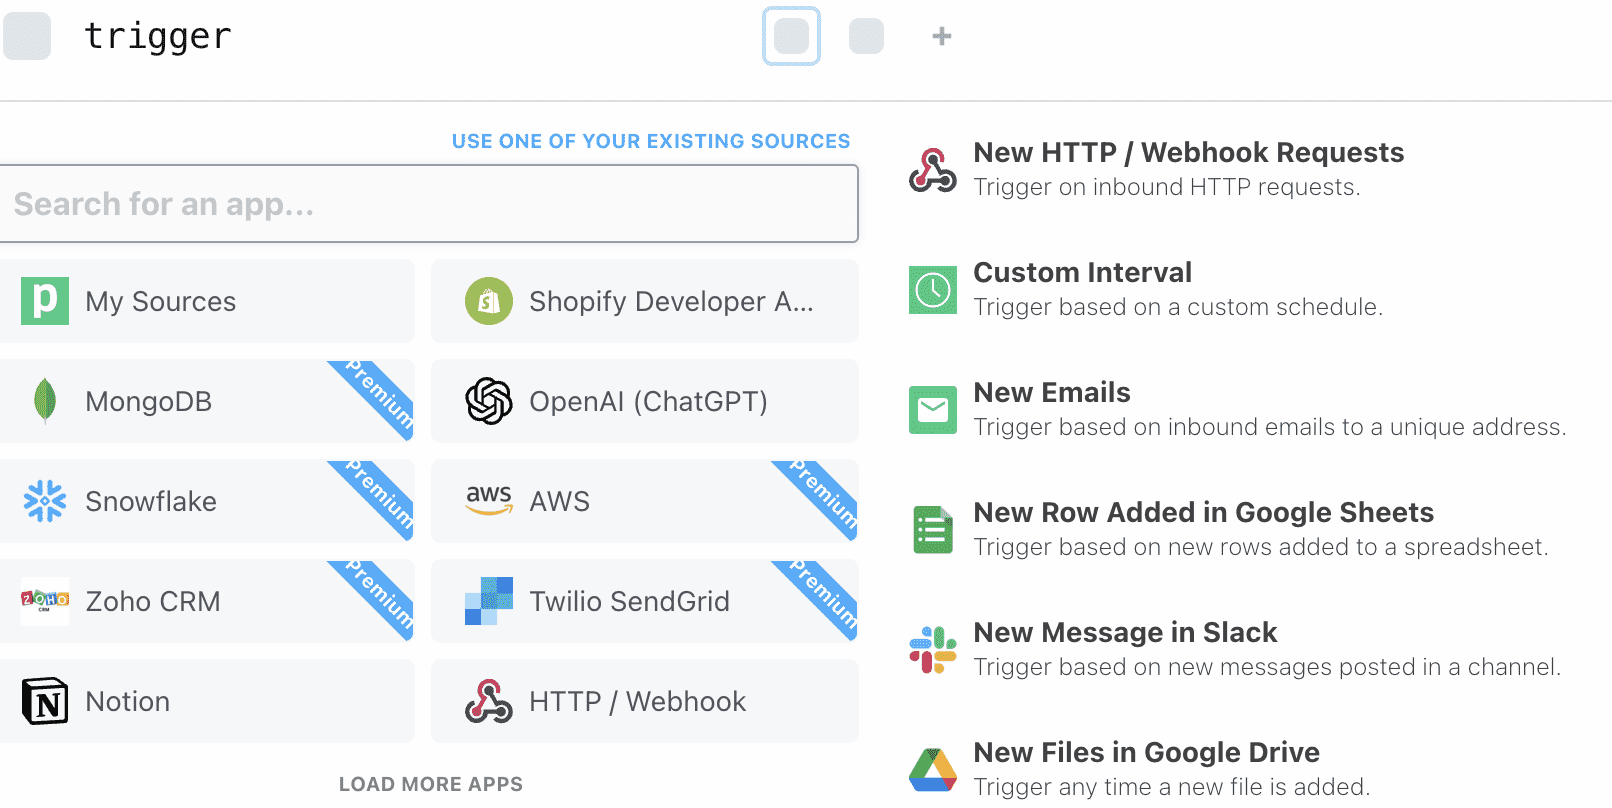 trigger
+
USE ONE OF YOUR EXISTING SOURCES
Search for an app...
p
My Sources
Shopify Developer A...
MongoDB
Premium
OpenAI (ChatGPT)
Snowflake
Premium
aws
AWS
Premium
ZOHO
CRM
Zoho CRM
Premium
Twilio SendGrid
Premium
N
Notion
HTTP / Webhook
LOAD MORE APPS
New HTTP / Webhook Requests
Trigger on inbound HTTP requests.
Custom Interval
Trigger based on a custom schedule.
New Emails
Trigger based on inbound emails to a unique address.
New Row Added in Google Sheets
Trigger based on new rows added to a spreadsheet.
New Message in Slack
Trigger based on new messages posted in a channel.
New Files in Google Drive
Trigger any time a new file is added.